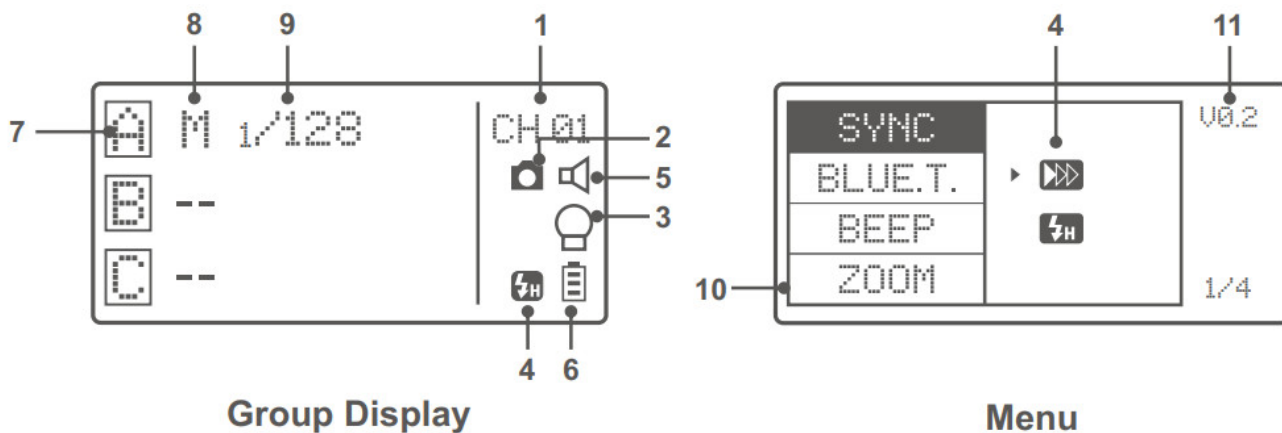 8 9 1
7 A M 1/128 CH 01
2
5
B --
3
C --
H
4 6
Group Display
4 11
SYNC V0.2
BLUE.T.
BEEP H
10 ZOOM 1/4
Menu